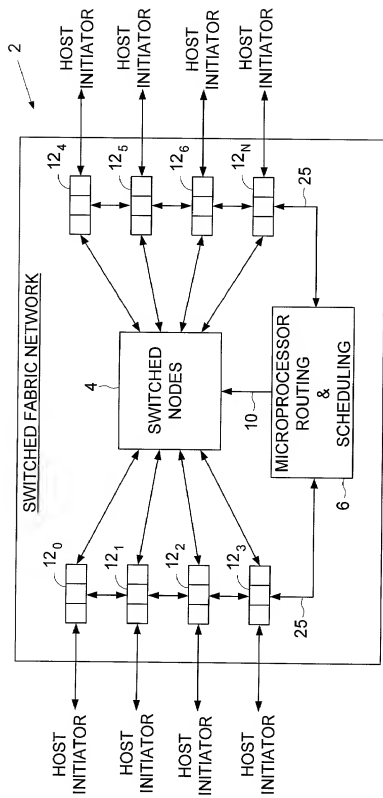 2
SWITCHED FABRIC NETWORK
HOST
INITIATOR
HOST
INITIATOR
HOST
INITIATOR
HOST
INITIATOR
12₀
12₁
12₂
12₃
4
SWITCHED
NODES
10
MICROPROCESSOR
ROUTING
&
SCHEDULING
6
25
25
12₄
12₅
12₆
12_N
HOST
INITIATOR
HOST
INITIATOR
HOST
INITIATOR
HOST
INITIATOR